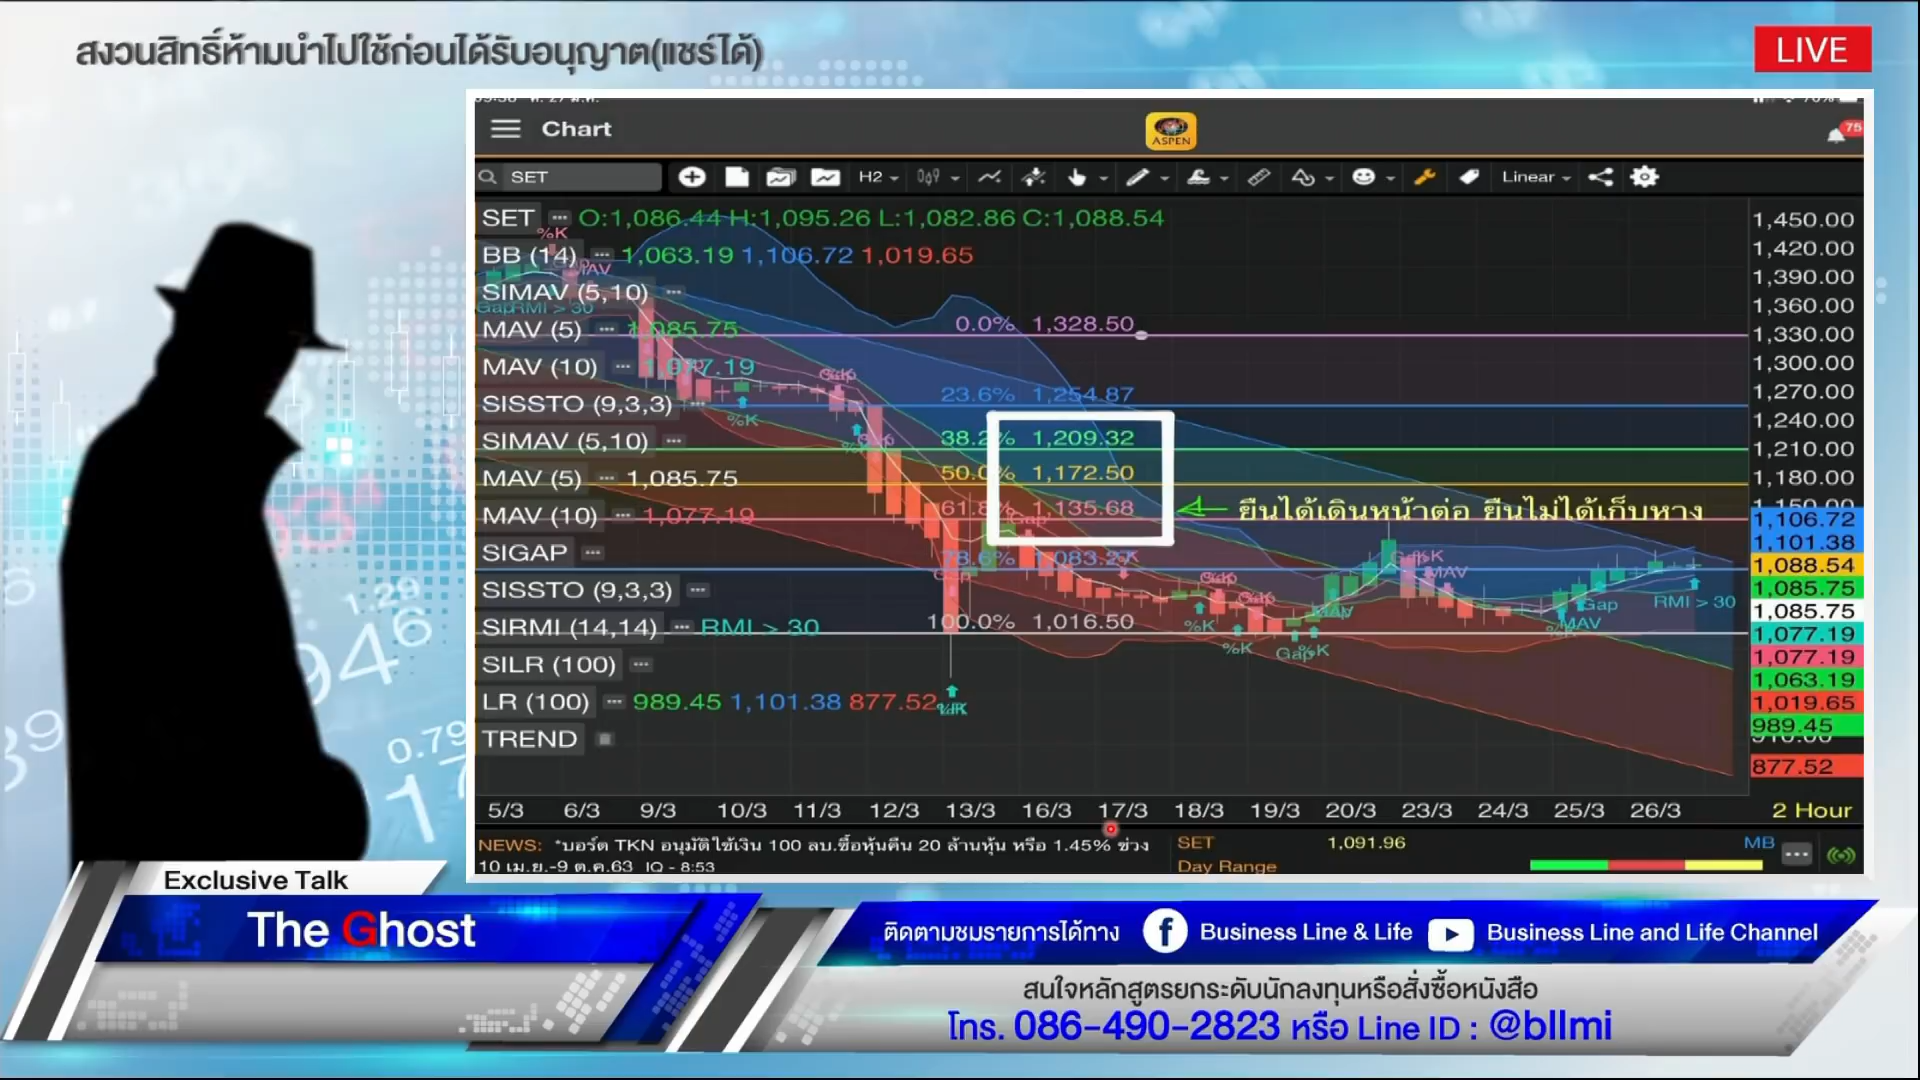 สงวนสิทธิ์ห้ามนำไปใช้ก่อนได้รับอนุญาต(แชร์ได้)
LIVE
Chart
ASPEN
75
SET
H2
Linear
SET O:1,086.44 H:1,095.26 L:1,082.86 C:1,088.54
BB (14) 1,063.19 1,106.72 1,019.65
SIMAV (5,10)
MAV (5) 1,085.75
MAV (10) 1,077.19
SISSTO (9,3,3)
SIMAV (5,10)
MAV (5) 1,085.75
MAV (10) 1,077.19
SIGAP
SISSTO (9,3,3)
SIRMI (14,14) RMI > 30
SILR (100)
LR (100) 989.45 1,101.38 877.52
TREND
0.0% 1,328.50
23.6% 1,254.87
38.2% 1,209.32
50.0% 1,172.50
61.8% 1,135.68
78.6% 1,083.27
100.0% 1,016.50
ยืนได้เดินหน้าต่อ ยืนไม่ได้เก็บหาง
RMI > 30
1,450.00
1,420.00
1,390.00
1,360.00
1,330.00
1,300.00
1,270.00
1,240.00
1,210.00
1,180.00
1,150.00
1,106.72
1,101.38
1,088.54
1,085.75
1,085.75
1,077.19
1,077.19
1,063.19
1,019.65
989.45
877.52
5/3 6/3 9/3 10/3 11/3 12/3 13/3 16/3 17/3 18/3 19/3 20/3 23/3 24/3 25/3 26/3 2 Hour
NEWS: *บอร์ด TKN อนุมัติใช้เงิน 100 ลบ.ซื้อหุ้นคืน 20 ล้านหุ้น หรือ 1.45% ช่วง
10 เม.ย.-9 ต.ค.63 IQ - 8:53
SET 1,091.96 MB
Day Range
Exclusive Talk
The Ghost
ติดตามชมรายการได้ทาง Business Line & Life Business Line and Life Channel
สนใจหลักสูตรยกระดับนักลงทุนหรือสั่งซื้อหนังสือ
โทร. 086-490-2823 หรือ Line ID : @bllmi